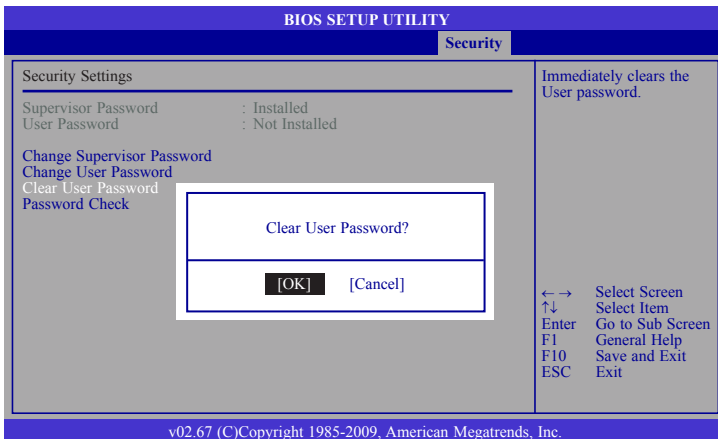 BIOS SETUP UTILITY
Security
Security Settings
Supervisor Password : Installed
User Password : Not Installed
Change Supervisor Password
Change User Password
Clear User Password
Password Check
Clear User Password?
[OK] [Cancel]
Immediately clears the
User password.
←→ Select Screen
↑↓ Select Item
Enter Go to Sub Screen
F1 General Help
F10 Save and Exit
ESC Exit
v02.67 (C)Copyright 1985-2009, American Megatrends, Inc.